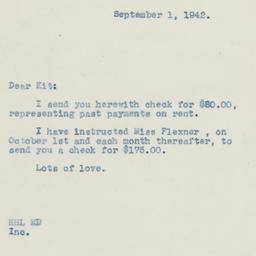 September 1, 1942.
Dear Kit:
I send you herewith check for $80.00,
representing past payments on rent.
I have instructed Miss Flexner , on
October 1st and each month thereafter, to
send you a check for $175.00.
Lots of love.
HHL MD
Inc.